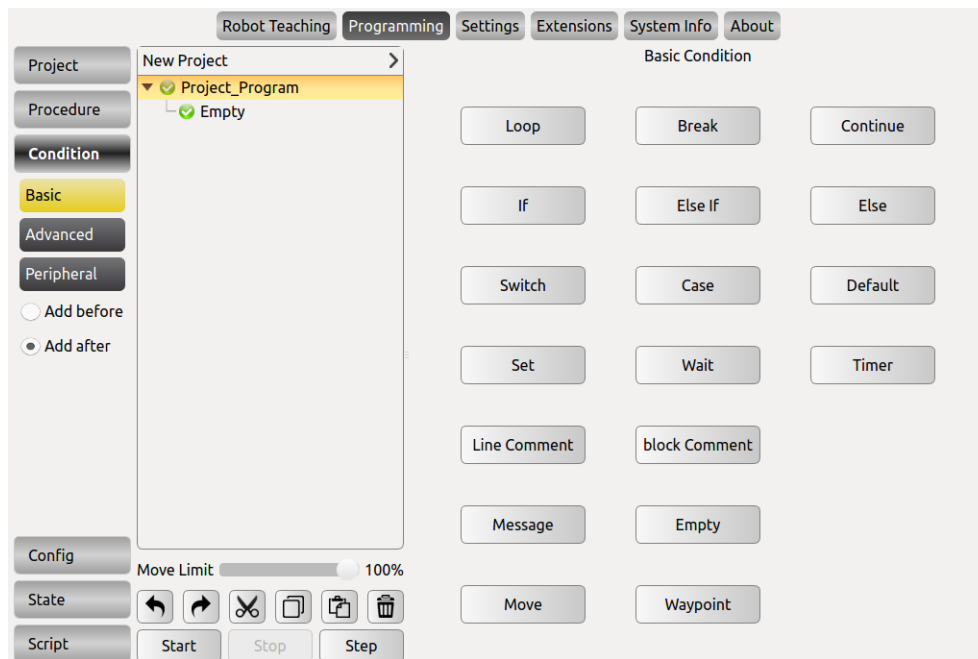 Robot Teaching Programming Settings Extensions System Info About
Project
Procedure
Condition
Basic
Advanced
Peripheral
Add before
Add after
Config
State
Script
New Project
Project_Program
Empty
Move Limit 100%
Start Stop Step
Basic Condition
Loop Break Continue
If Else If Else
Switch Case Default
Set Wait Timer
Line Comment block Comment
Message Empty
Move Waypoint